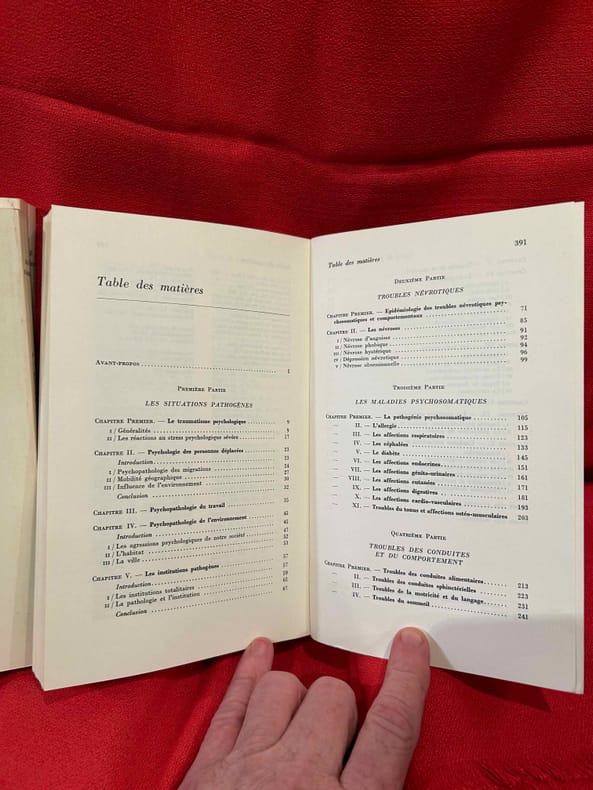 Table des matières
AVANT-PROPOS 1
PREMIÈRE PARTIE
LES SITUATIONS PATHOGÈNES
CHAPITRE PREMIER. — Le traumatisme psychologique 9
I / Généralités 9
II / Les réactions au stress psychologique sévère 17
CHAPITRE II. — Psychologie des personnes déplacées 23
Introduction 23
I / Psychopathologie des migrations 24
II / Mobilité géographique 27
III / Influence de l'environnement 30
Conclusion 32
CHAPITRE III. — Psychopathologie du travail 35
CHAPITRE IV. — Psychopathologie de l'environnement 45
Introduction 45
I / Les agressions psychologiques de notre société 47
II / L'habitat 52
III / La ville 53
CHAPITRE V. — Les institutions pathogènes 57
Introduction 57
I / Les institutions totalitaires 59
II / La pathologie et l'institution 62
Conclusion 67
391
Table des matières
DEUXIÈME PARTIE
TROUBLES NÉVROTIQUES
CHAPITRE PREMIER. — Epidémiologie des troubles névrotiques psy-
chosomatiques et comportementaux 71
CHAPITRE II. — Les névroses 85
I / Névrose d'angoisse 91
II / Névrose phobique 92
III / Névrose hystérique 94
IV / Dépression névrotique 96
V / Névrose obsessionnelle 99
TROISIÈME PARTIE
LES MALADIES PSYCHOSOMATIQUES
CHAPITRE PREMIER. — La pathogénie psychosomatique 105
— II. — L'allergie 115
— III. — Les affections respiratoires 123
— IV. — Les céphalées 133
— V. — Le diabète 145
— VI. — Les affections endocrines 151
— VII. — Les affections génito-urinaires 161
— VIII. — Les affections cutanées 171
— IX. — Les affections digestives 181
— X. — Les affections cardio-vasculaires 193
— XI. — Troubles du tonus et affections ostéo-musculaires 203
QUATRIÈME PARTIE
TROUBLES DES CONDUITES
ET DU COMPORTEMENT
CHAPITRE PREMIER. — Troubles des conduites alimentaires 213
— II. — Troubles des conduites sphinctérielles 223
— III. — Troubles de la motricité et du langage 231
— IV. — Troubles du sommeil 241